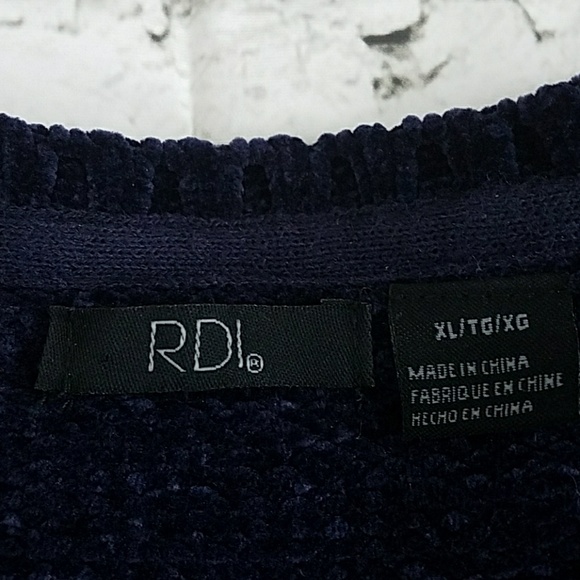 RDI®
XL/TG/XG
MADE IN CHINA
FABRIQUE EN CHINE
HECHO EN CHINA